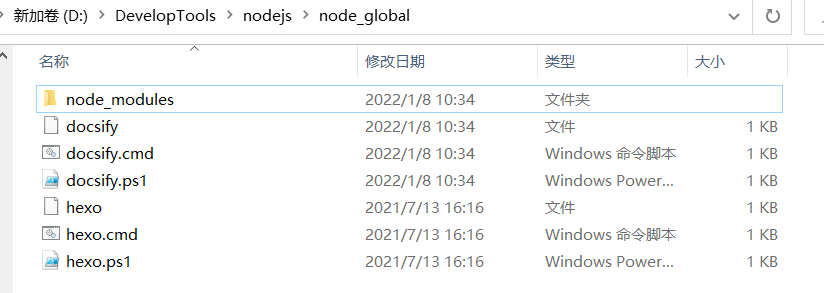 新加卷 (D:) > DevelopTools > nodejs > node_global
名称 修改日期 类型 大小
node_modules 2022/1/8 10:34 文件夹
docsify 2022/1/8 10:34 文件 1 KB
docsify.cmd 2022/1/8 10:34 Windows 命令脚本 1 KB
docsify.ps1 2022/1/8 10:34 Windows Power... 1 KB
hexo 2021/7/13 16:16 文件 1 KB
hexo.cmd 2021/7/13 16:16 Windows 命令脚本 1 KB
hexo.ps1 2021/7/13 16:16 Windows Power... 1 KB